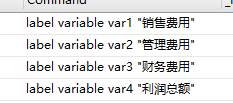 Command
label variable var1 "销售费用"
label variable var2 "管理费用"
label variable var3 "财务费用"
label variable var4 "利润总额"